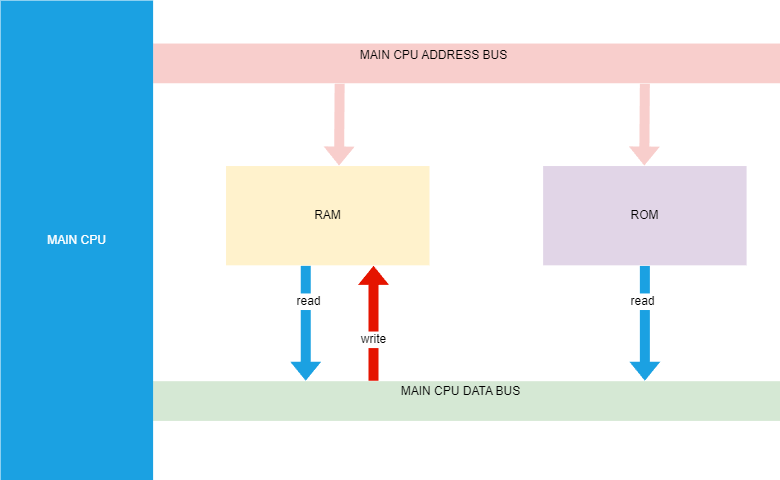 MAIN CPU ADDRESS BUS
RAM
ROM
MAIN CPU
read
read
write
MAIN CPU DATA BUS